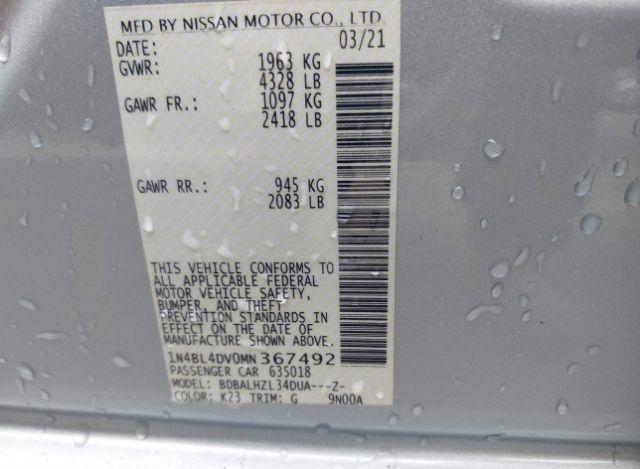 MFD BY NISSAN MOTOR CO., LTD.
DATE: 03/21
GVWR: 1963 KG
4328 LB
GAWR FR.: 1097 KG
2418 LB
GAWR RR.: 945 KG
2083 LB
THIS VEHICLE CONFORMS TO
ALL APPLICABLE FEDERAL
MOTOR VEHICLE SAFETY,
BUMPER, AND THEFT
PREVENTION STANDARDS IN
EFFECT ON THE DATE OF
MANUFACTURE SHOWN ABOVE.
1N4BL4DV0MN367492
PASSENGER CAR 635018
MODEL: BDBALHZL34DUA---Z-
COLOR: K23 TRIM: G 9N00A